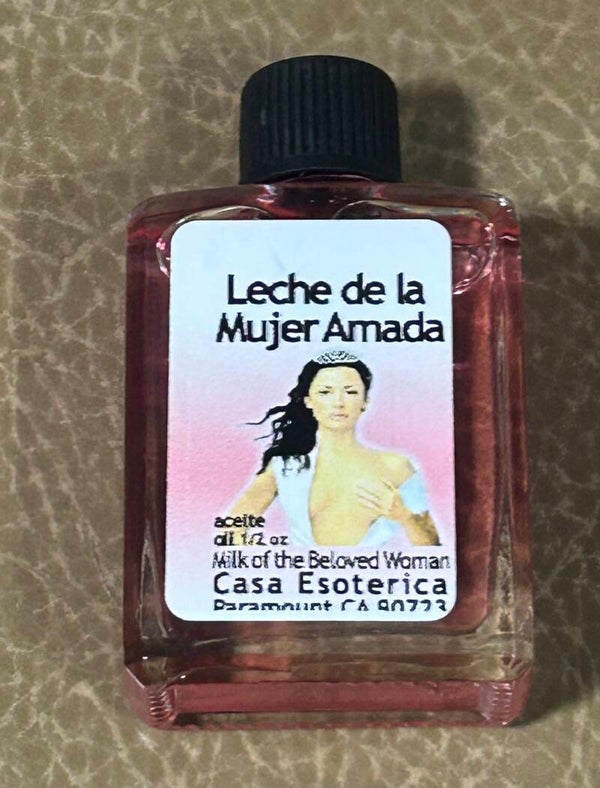 Leche de la
Mujer Amada
aceite
oil 1/2 oz
Milk of the Beloved Woman
Casa Esoterica
Paramount CA 90723